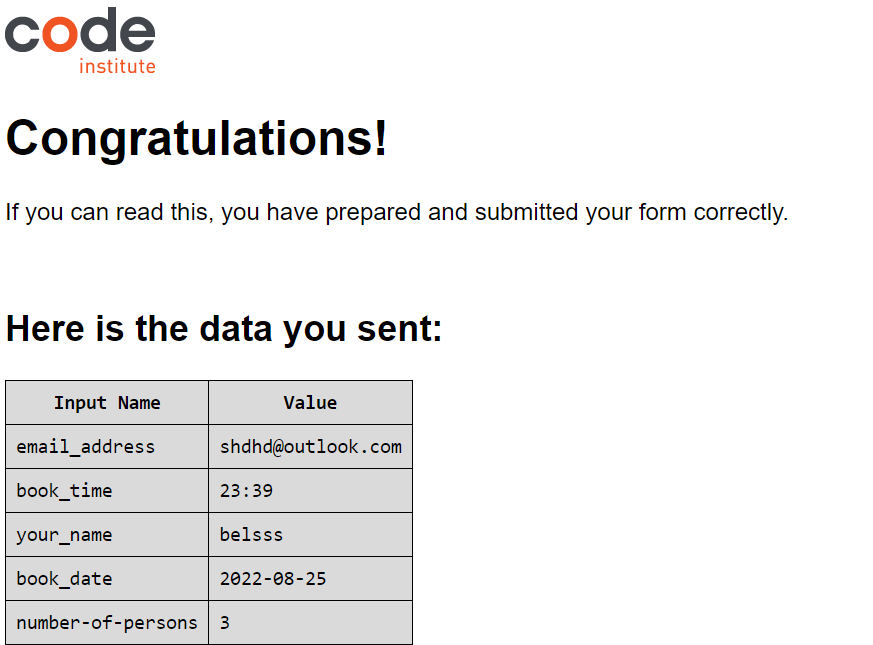 code
institute
Congratulations!
If you can read this, you have prepared and submitted your form correctly.
Here is the data you sent:
Input Name Value
email_address shdhd@outlook.com
book_time 23:39
your_name belsss
book_date 2022-08-25
number-of-persons 3